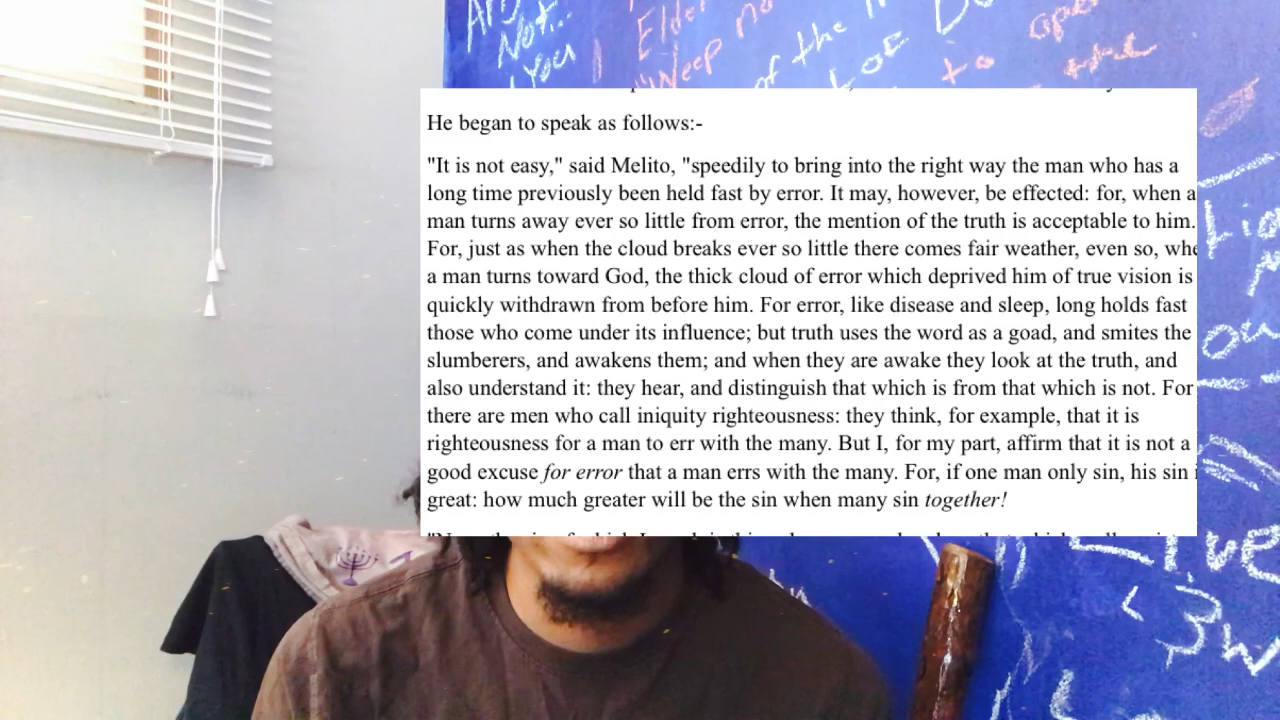 Not...
You
Elder
"Weep no
of the
to
the
He began to speak as follows:-
"It is not easy," said Melito, "speedily to bring into the right way the man who has a
long time previously been held fast by error. It may, however, be effected: for, when a
man turns away ever so little from error, the mention of the truth is acceptable to him.
For, just as when the cloud breaks ever so little there comes fair weather, even so, whe
a man turns toward God, the thick cloud of error which deprived him of true vision is
quickly withdrawn from before him. For error, like disease and sleep, long holds fast
those who come under its influence; but truth uses the word as a goad, and smites the
slumberers, and awakens them; and when they are awake they look at the truth, and
also understand it: they hear, and distinguish that which is from that which is not. For
there are men who call iniquity righteousness: they think, for example, that it is
righteousness for a man to err with the many. But I, for my part, affirm that it is not a
good excuse for error that a man errs with the many. For, if one man only sin, his sin i
great: how much greater will be the sin when many sin together!